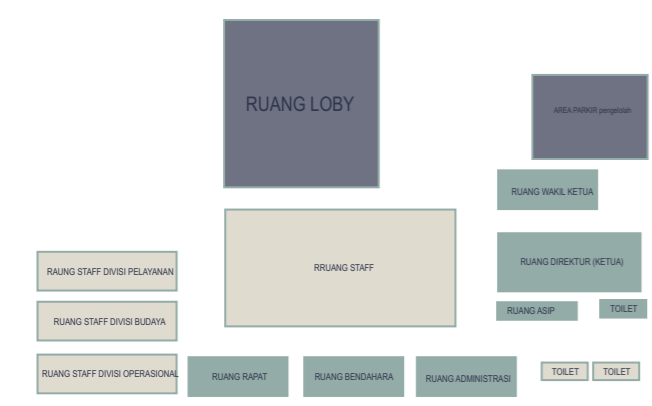 RUANG LOBY
AREA PARKIR pengelolah
RUANG WAKIL KETUA
RRUANG STAFF
RUANG DIREKTUR (KETUA)
RAUNG STAFF DIVISI PELAYANAN
RUANG ASIP
TOILET
RUANG STAFF DIVISI BUDAYA
RUANG STAFF DIVISI OPERASIONAL
RUANG RAPAT
RUANG BENDAHARA
RUANG ADMINISTRASI
TOILET
TOILET